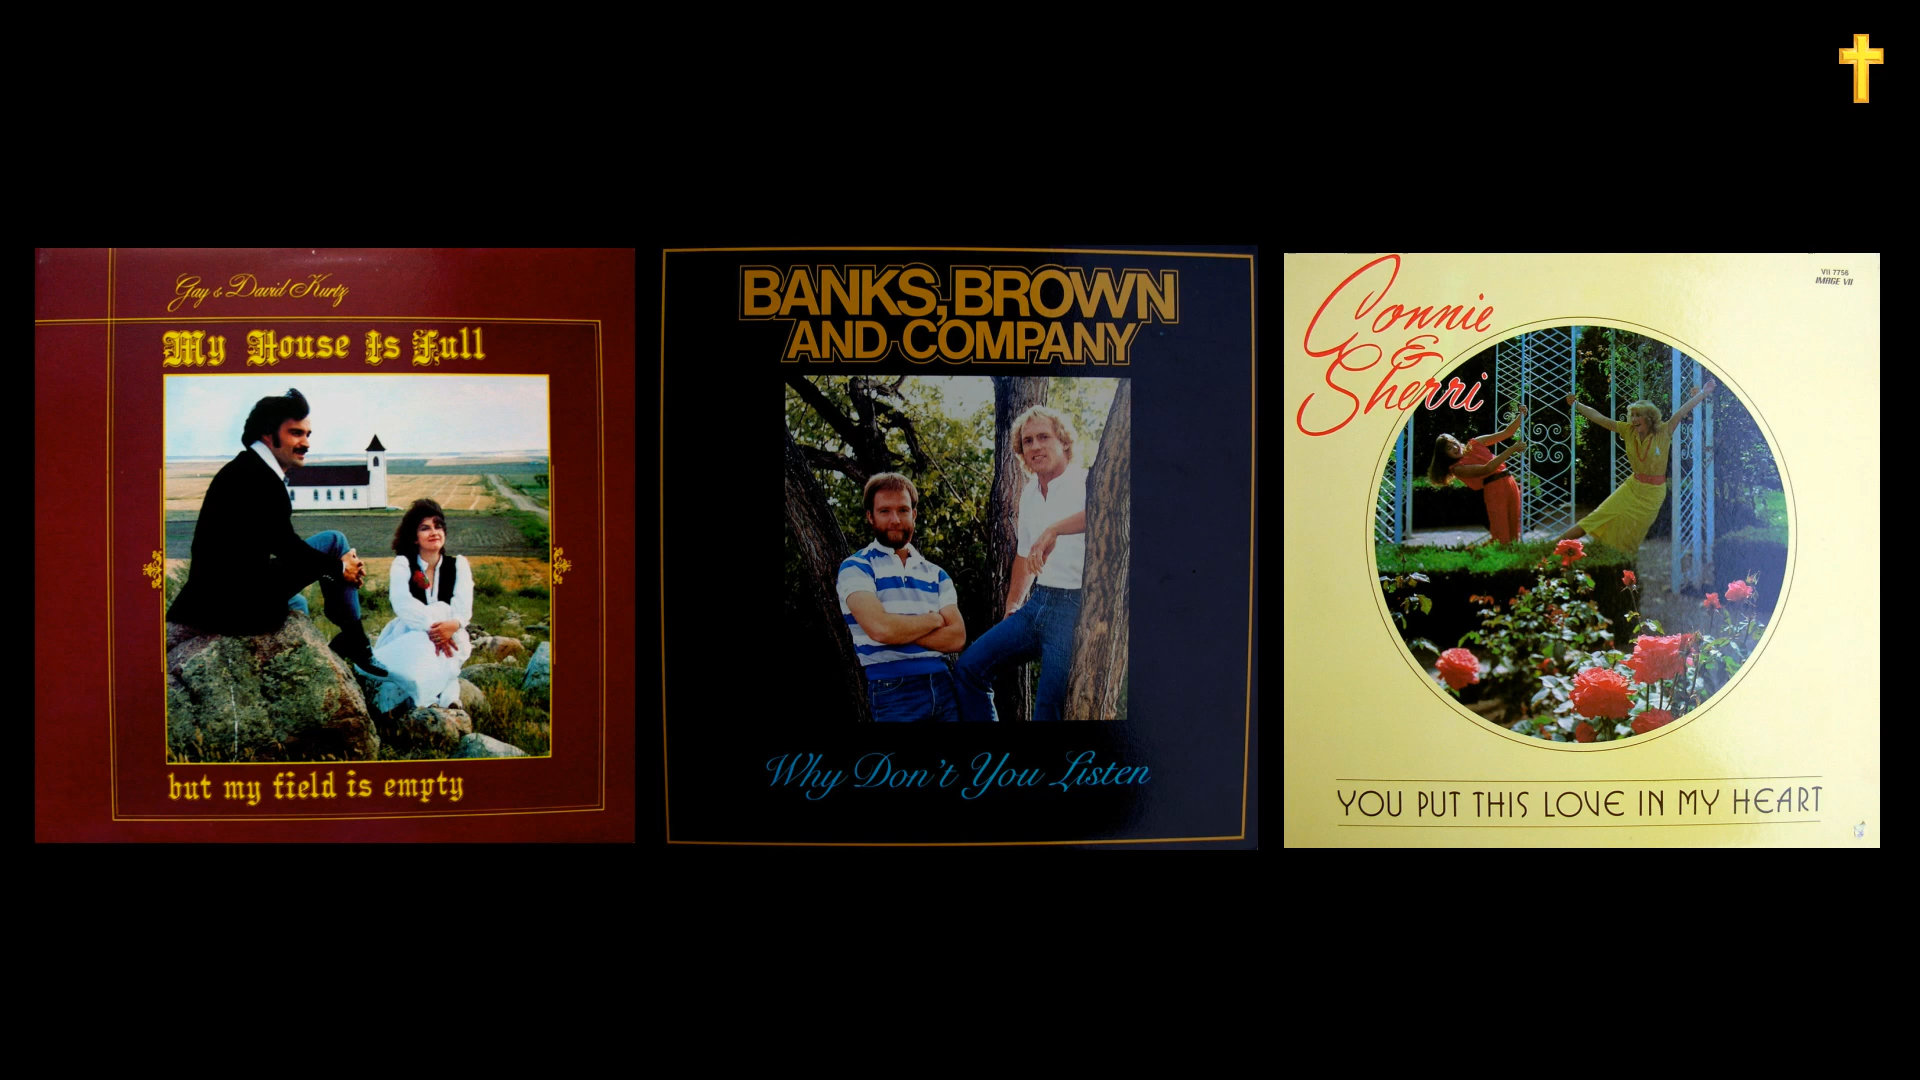 Gay & David Kurtz
My House Is Full
but my field is empty
BANKS, BROWN
AND COMPANY
Why Don't You Listen
Connie
&
Sherri
VII 7756
IMAGE VII
YOU PUT THIS LOVE IN MY HEART